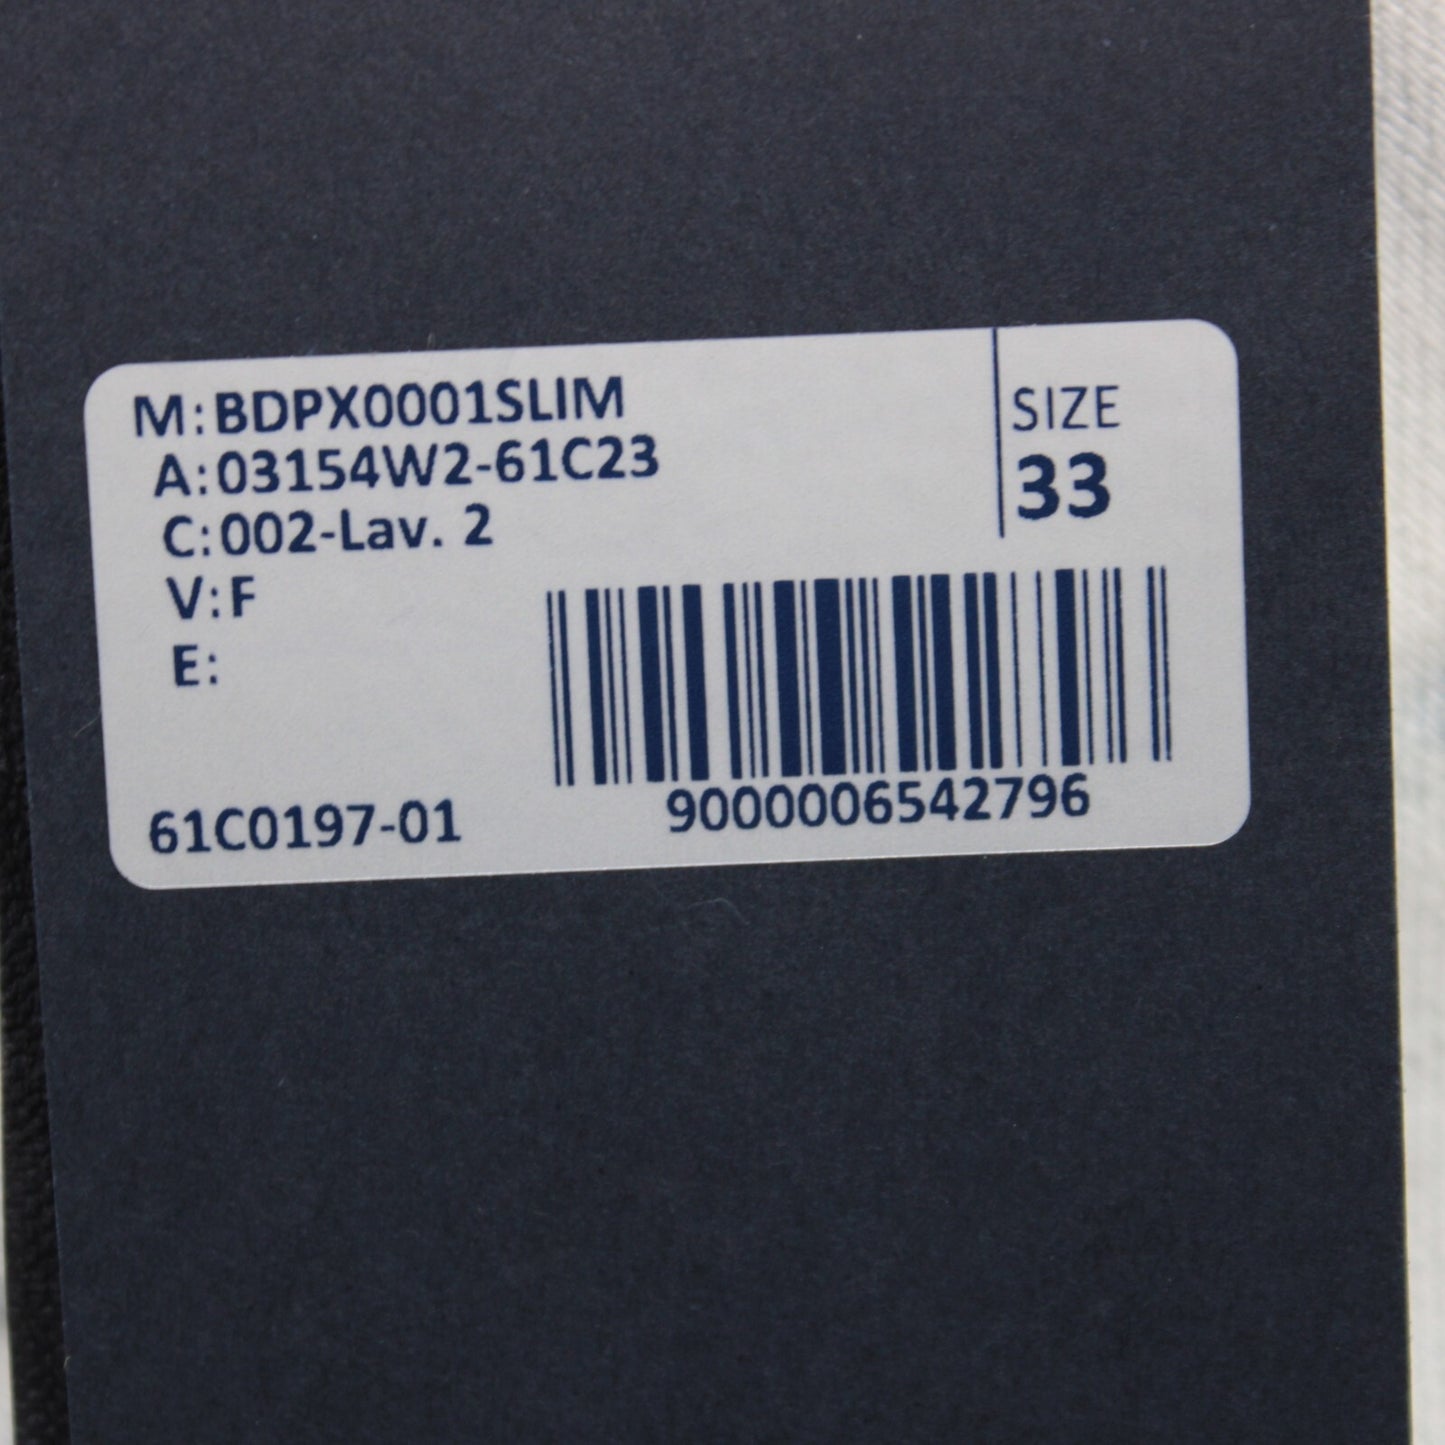 M: BDPX0001SLIM
A: 03154W2-61C23
C: 002-Lav. 2
V: F
E:
SIZE
33
61C0197-01
9000006542796